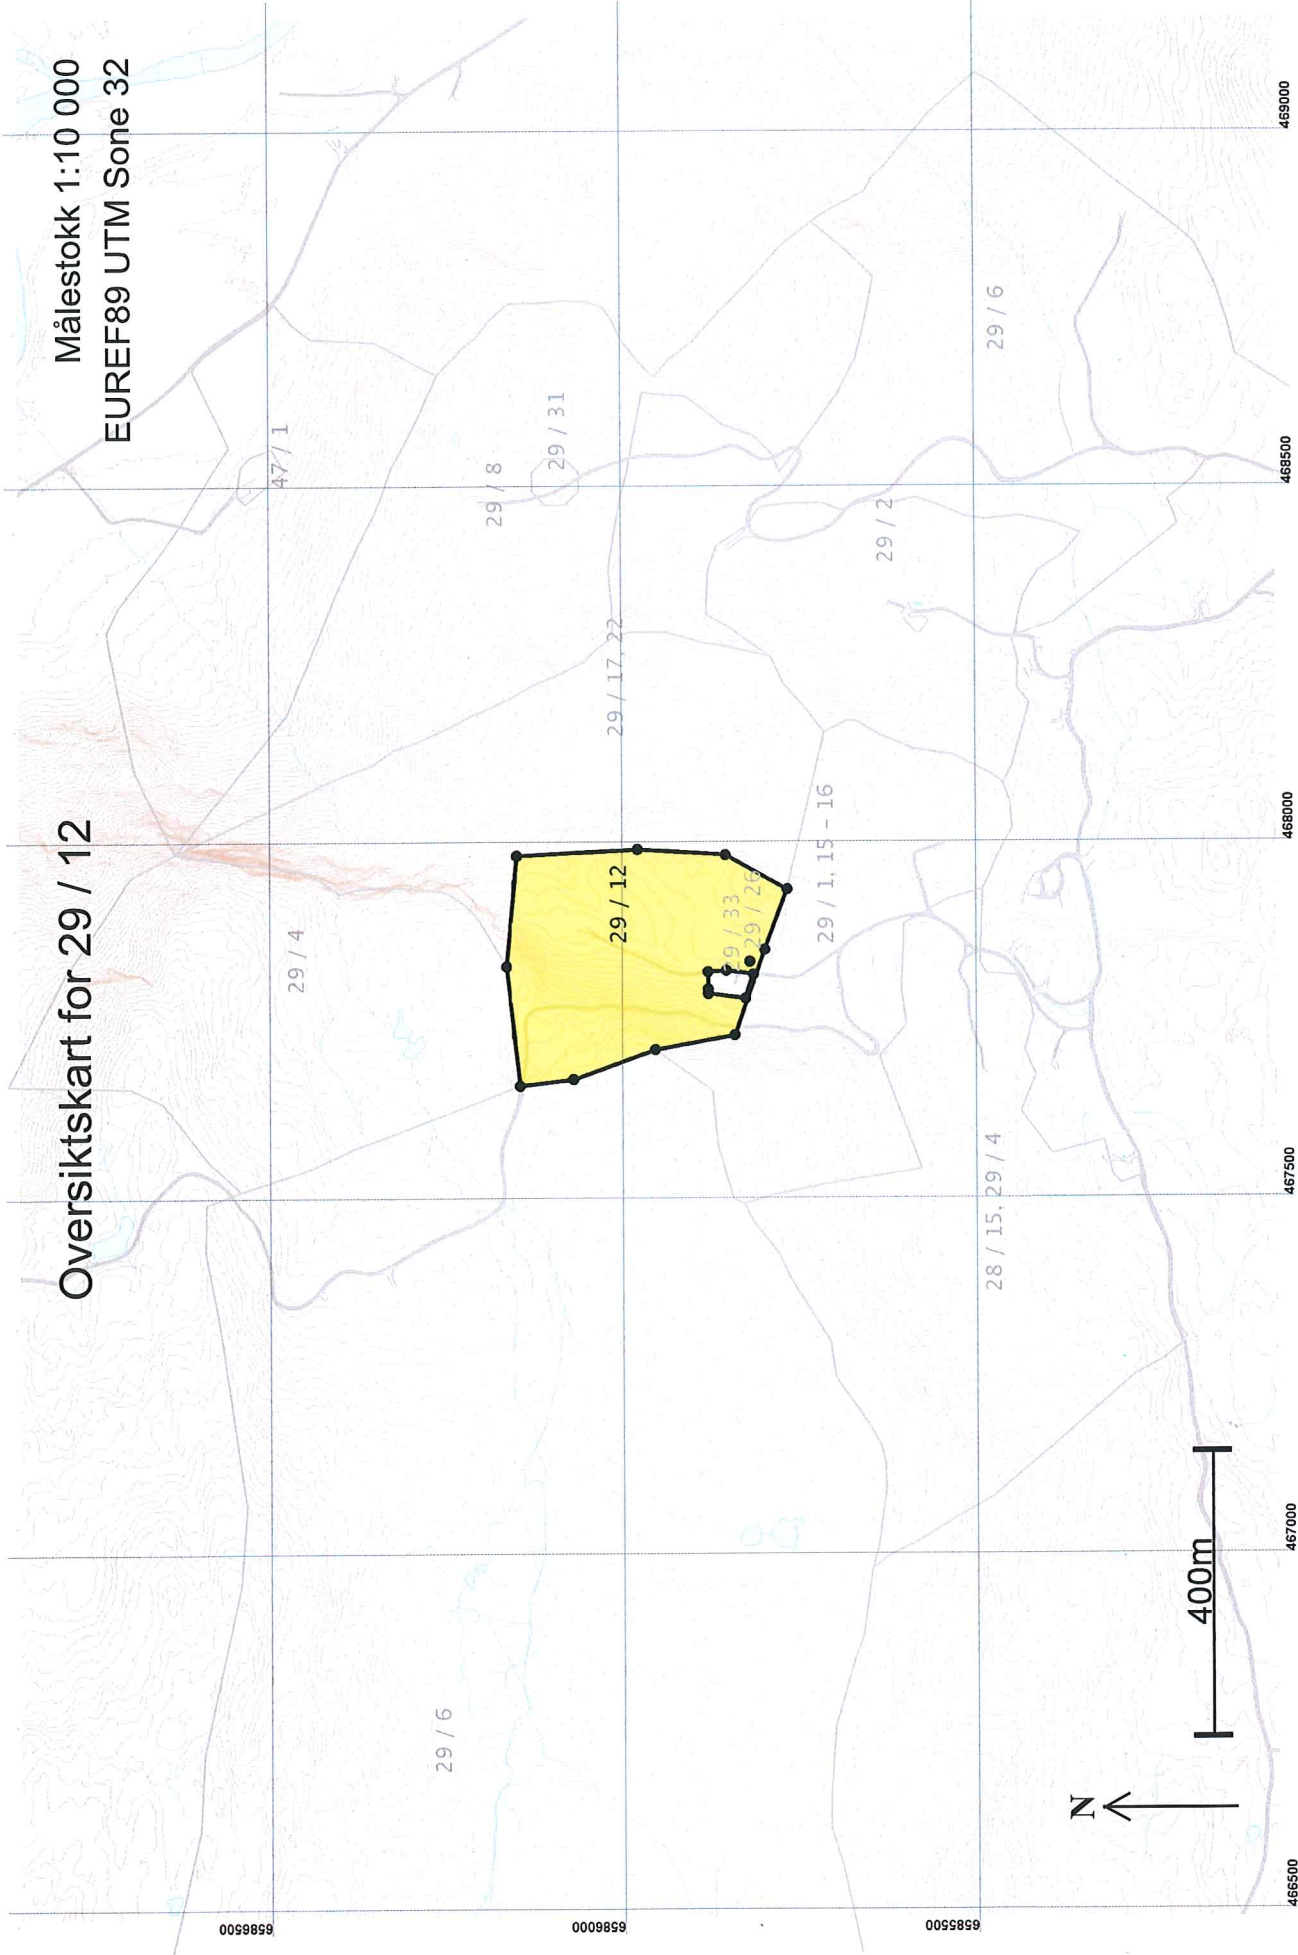 Oversiktskart for 29 / 12
Målestokk 1:10 000
EUREF89 UTM Sone 32
47 / 1
29 / 4
29 / 6
29 / 8
29 / 31
29 / 17, 22
29 / 12
29 / 33
29 / 26
29 / 1, 15 - 16
29 / 2
29 / 6
28 / 15, 29 / 4
6588500
6588000
6585500
N
400m
466500
467000
467500
468000
468500
469000